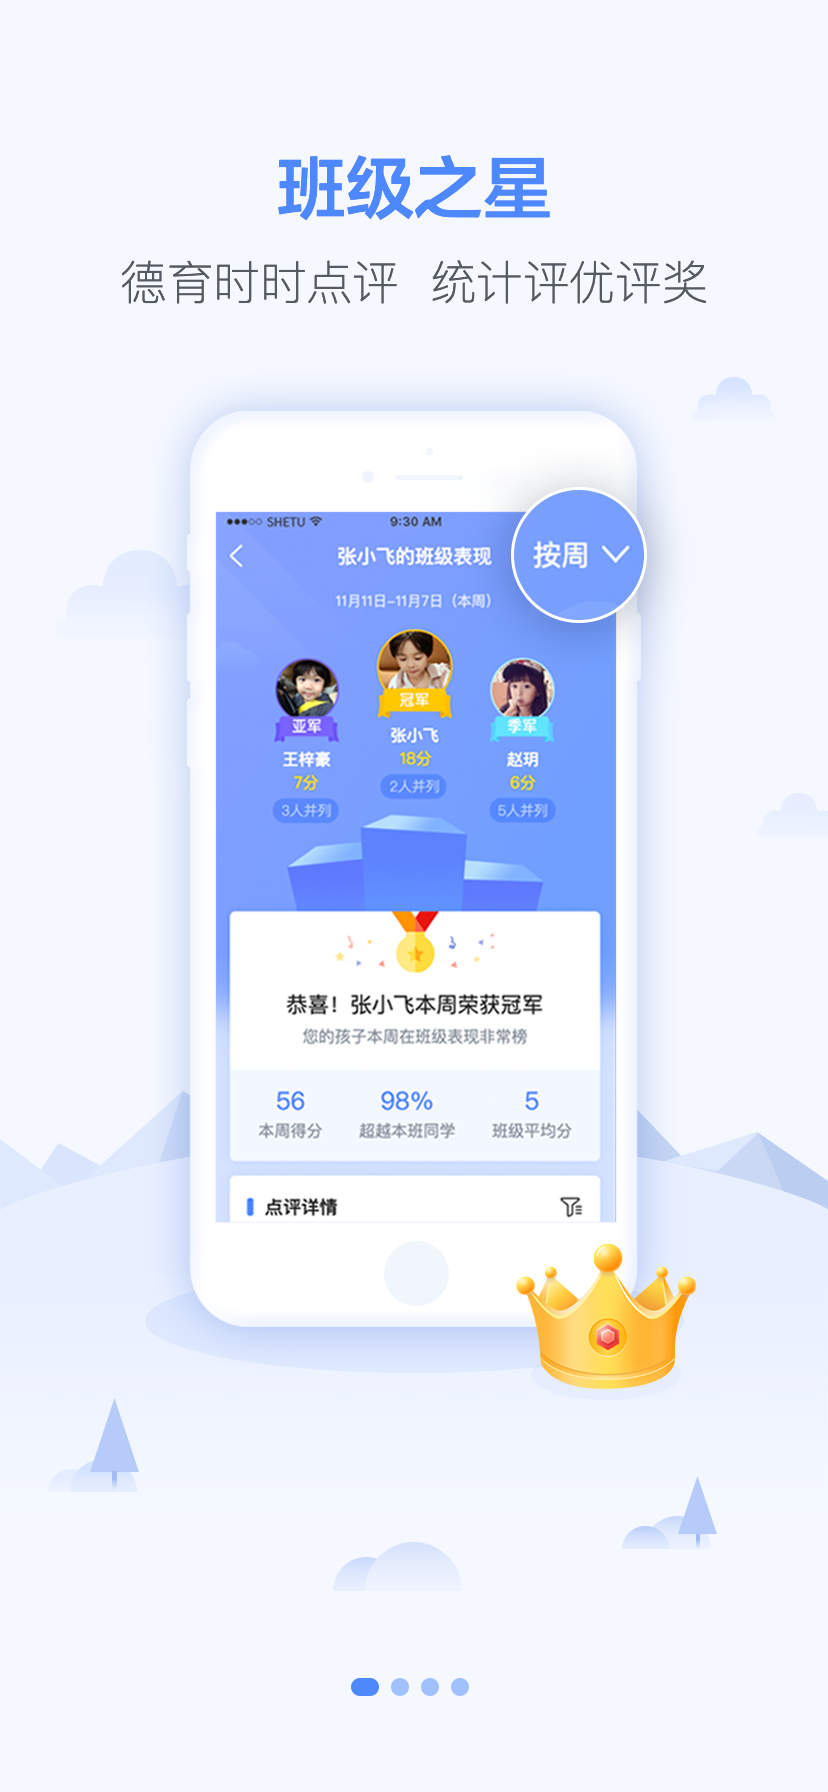 班级之星
德育时时点评 统计评优评奖
SHETU 9:30 AM
张小飞的班级表现 按周
11月11日-11月7日（本周）
冠军
亚军 季军
张小飞
王梓豪 18分 赵玥
7分 2人并列 6分
3人并列 5人并列
恭喜！张小飞本周荣获冠军
您的孩子本周在班级表现非常榜
56 98% 5
本周得分 超越本班同学 班级平均分
点评详情